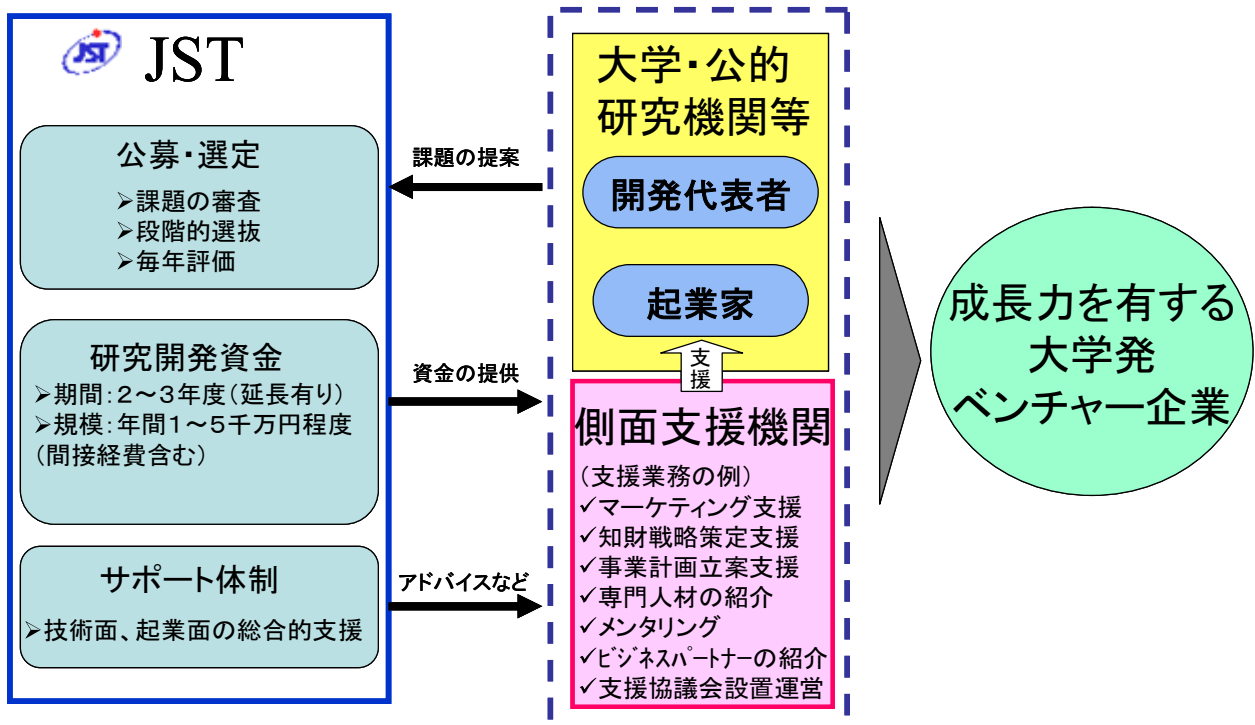 JST
JST
公募・選定
➢課題の審査
➢段階的選抜
➢毎年評価
研究開発資金
➢期間：２～３年度（延長有り）
➢規模：年間１～５千万円程度
（間接経費含む）
サポート体制
➢技術面、起業面の総合的支援
課題の提案
資金の提供
アドバイスなど
大学・公的
研究機関等
開発代表者
起業家
支
援
側面支援機関
（支援業務の例）
✓マーケティング支援
✓知財戦略策定支援
✓事業計画立案支援
✓専門人材の紹介
✓メンタリング
✓ﾋﾞｼﾞﾈｽﾊﾟｰﾄﾅｰの紹介
✓支援協議会設置運営
成長力を有する
大学発
ベンチャー企業